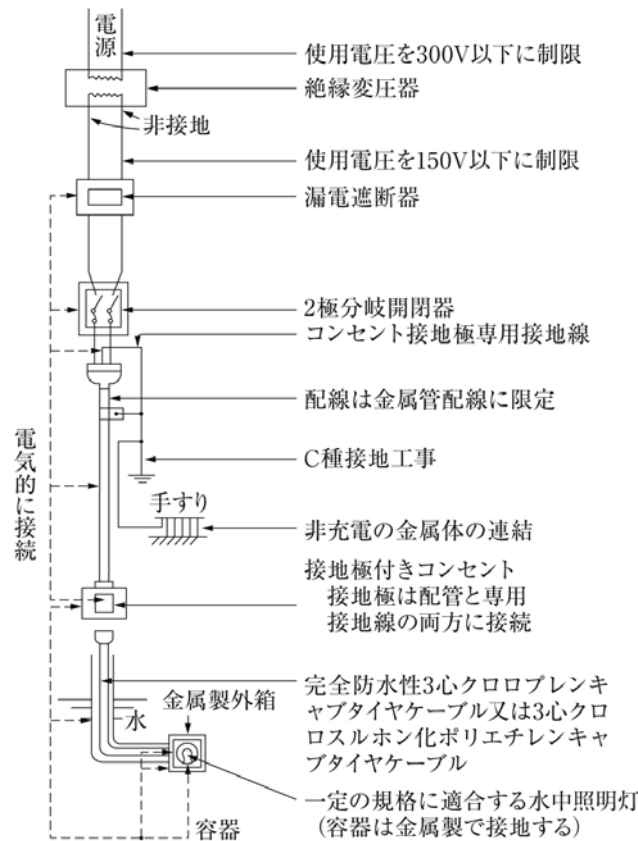 電源
使用電圧を300V以下に制限
絶縁変圧器
非接地
使用電圧を150V以下に制限
漏電遮断器
2極分岐開閉器
コンセント接地極専用接地線
配線は金属管配線に限定
電気的に接続
C種接地工事
手すり
非充電の金属体の連結
接地極付きコンセント
接地極は配管と専用
接地線の両方に接続
完全防水性3心クロロプレンキ
ャブタイヤケーブル又は3心クロ
ロスルホン化ポリエチレンキャ
ブタイヤケーブル
金属製外箱
水
一定の規格に適合する水中照明灯
(容器は金属製で接地する)
容器